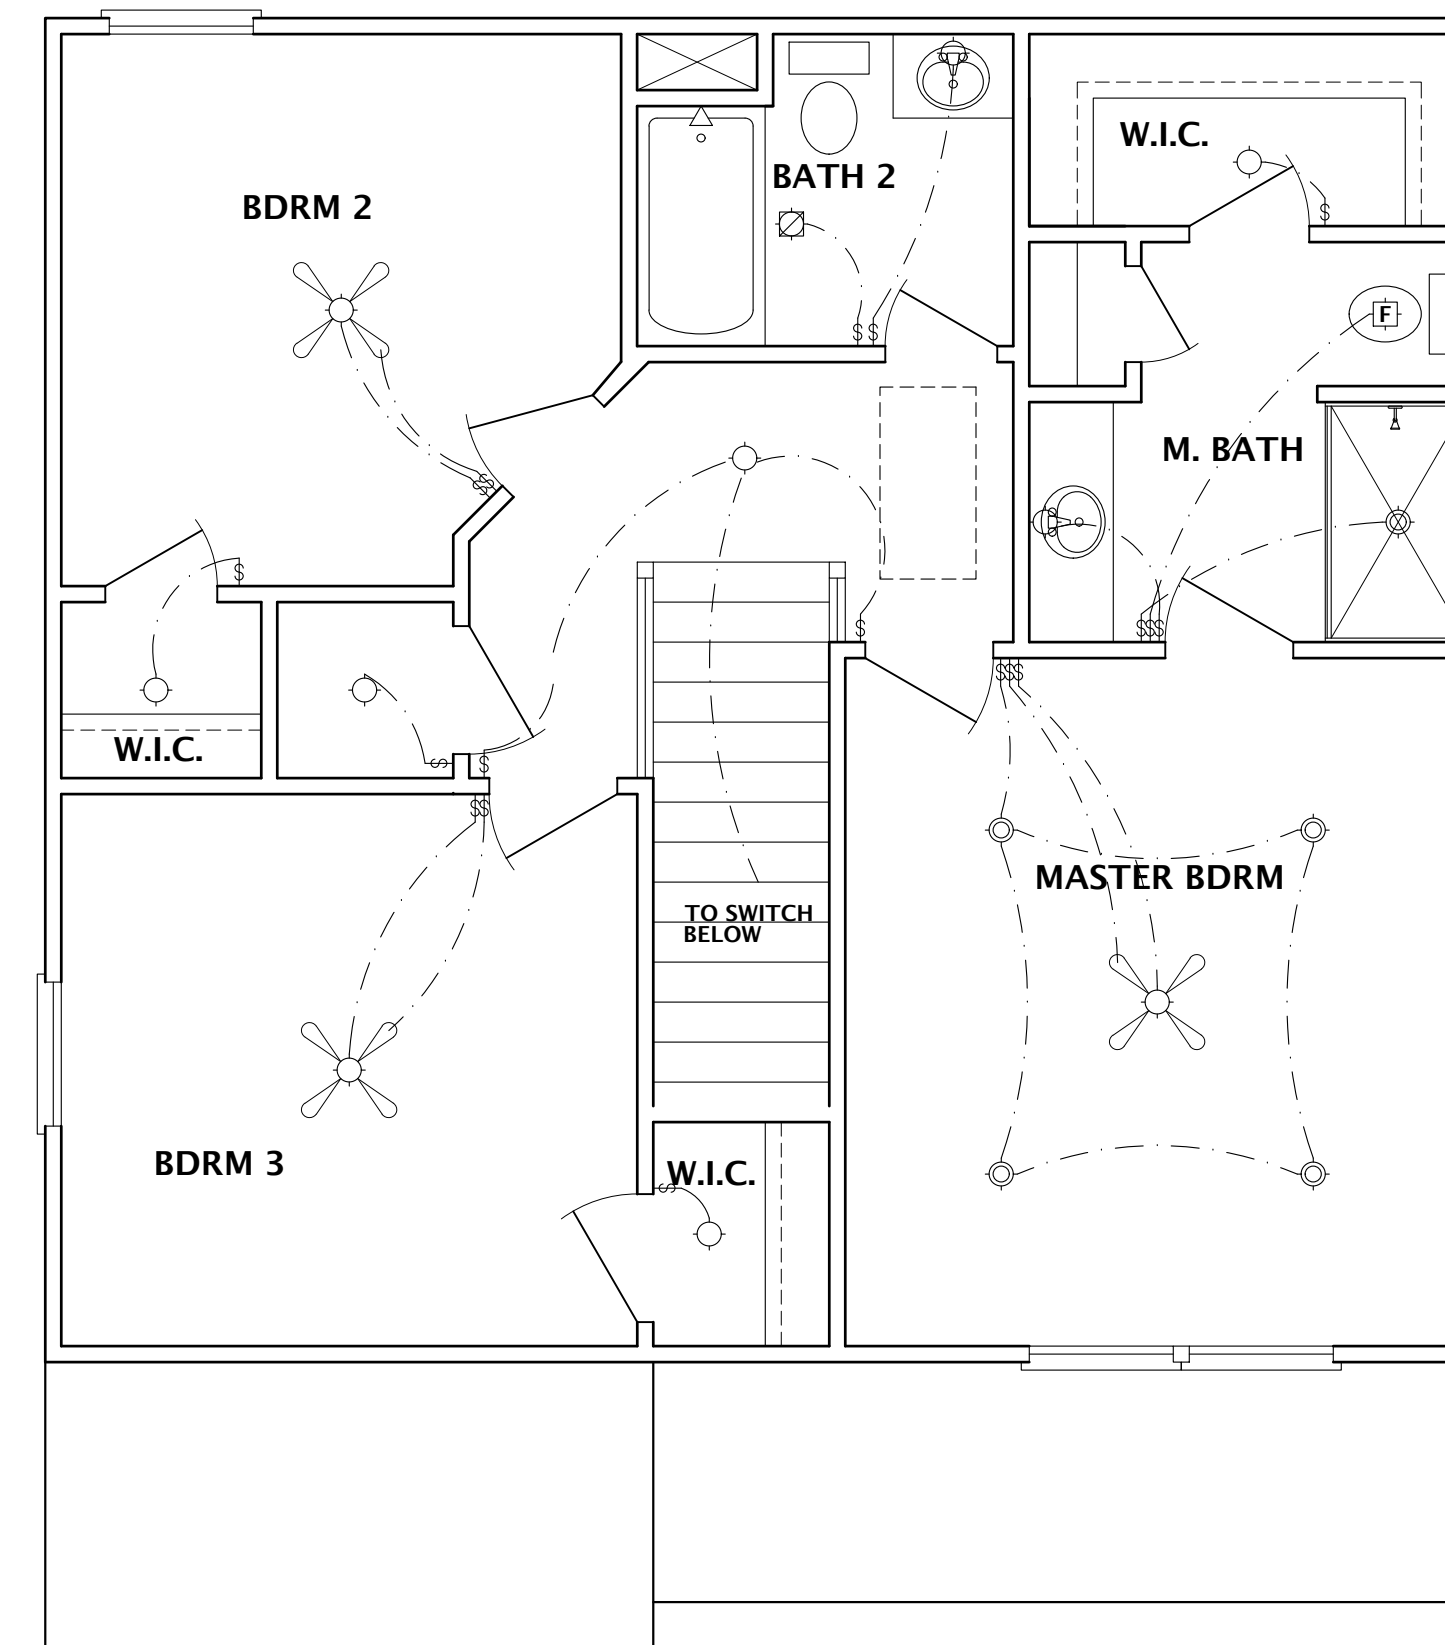 W.I.C.
BATH 2
BDRM 2
$
$$
F
M. BATH
$$
$
$
$$$
$$$
W.I.C.
$
$
$$
MASTER BDRM
TO SWITCH
BELOW
BDRM 3
W.I.C.
$